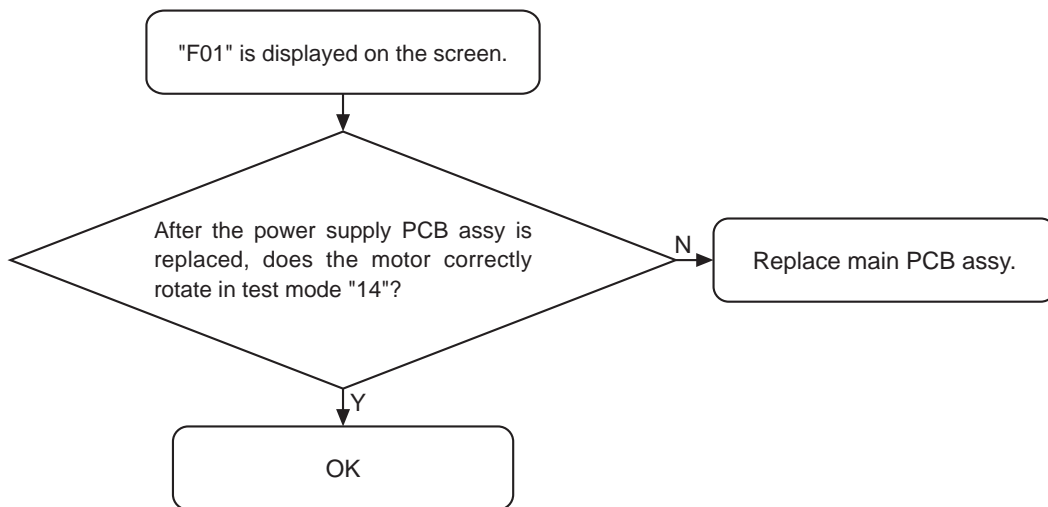 "F01" is displayed on the screen.
After the power supply PCB assy is
replaced, does the motor correctly
rotate in test mode "14"?
N
Replace main PCB assy.
Y
OK